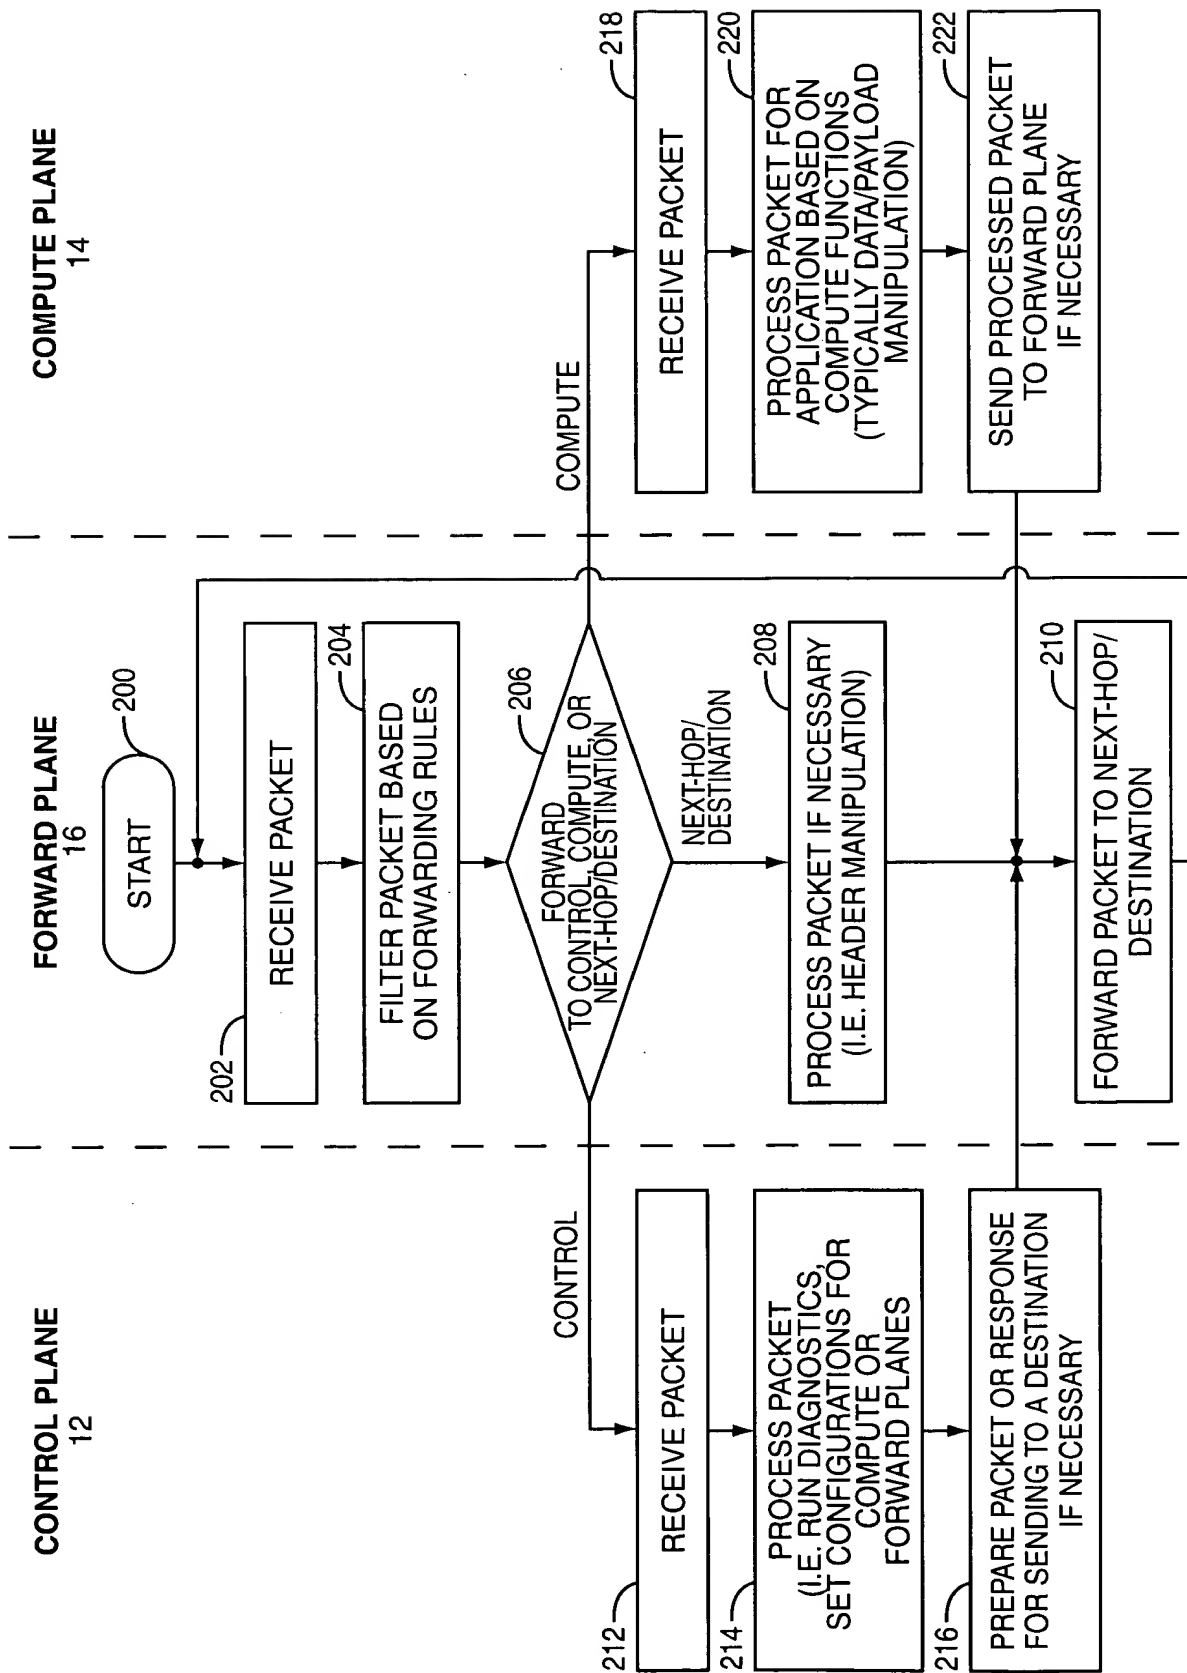 CONTROL PLANE
12
FORWARD PLANE
16
COMPUTE PLANE
14
START
200
202
RECEIVE PACKET
204
FILTER PACKET BASED
ON FORWARDING RULES
206
FORWARD
TO CONTROL, COMPUTE, OR
NEXT-HOP/DESTINATION
CONTROL
COMPUTE
NEXT-HOP/
DESTINATION
208
PROCESS PACKET IF NECESSARY
(I.E. HEADER MANIPULATION)
210
FORWARD PACKET TO NEXT-HOP/
DESTINATION
212
RECEIVE PACKET
214
PROCESS PACKET
(I.E. RUN DIAGNOSTICS,
SET CONFIGURATIONS FOR
COMPUTE OR
FORWARD PLANES
216
PREPARE PACKET OR RESPONSE
FOR SENDING TO A DESTINATION
IF NECESSARY
218
RECEIVE PACKET
220
PROCESS PACKET FOR
APPLICATION BASED ON
COMPUTE FUNCTIONS
(TYPICALLY DATA/PAYLOAD
MANIPULATION)
222
SEND PROCESSED PACKET
TO FORWARD PLANE
IF NECESSARY